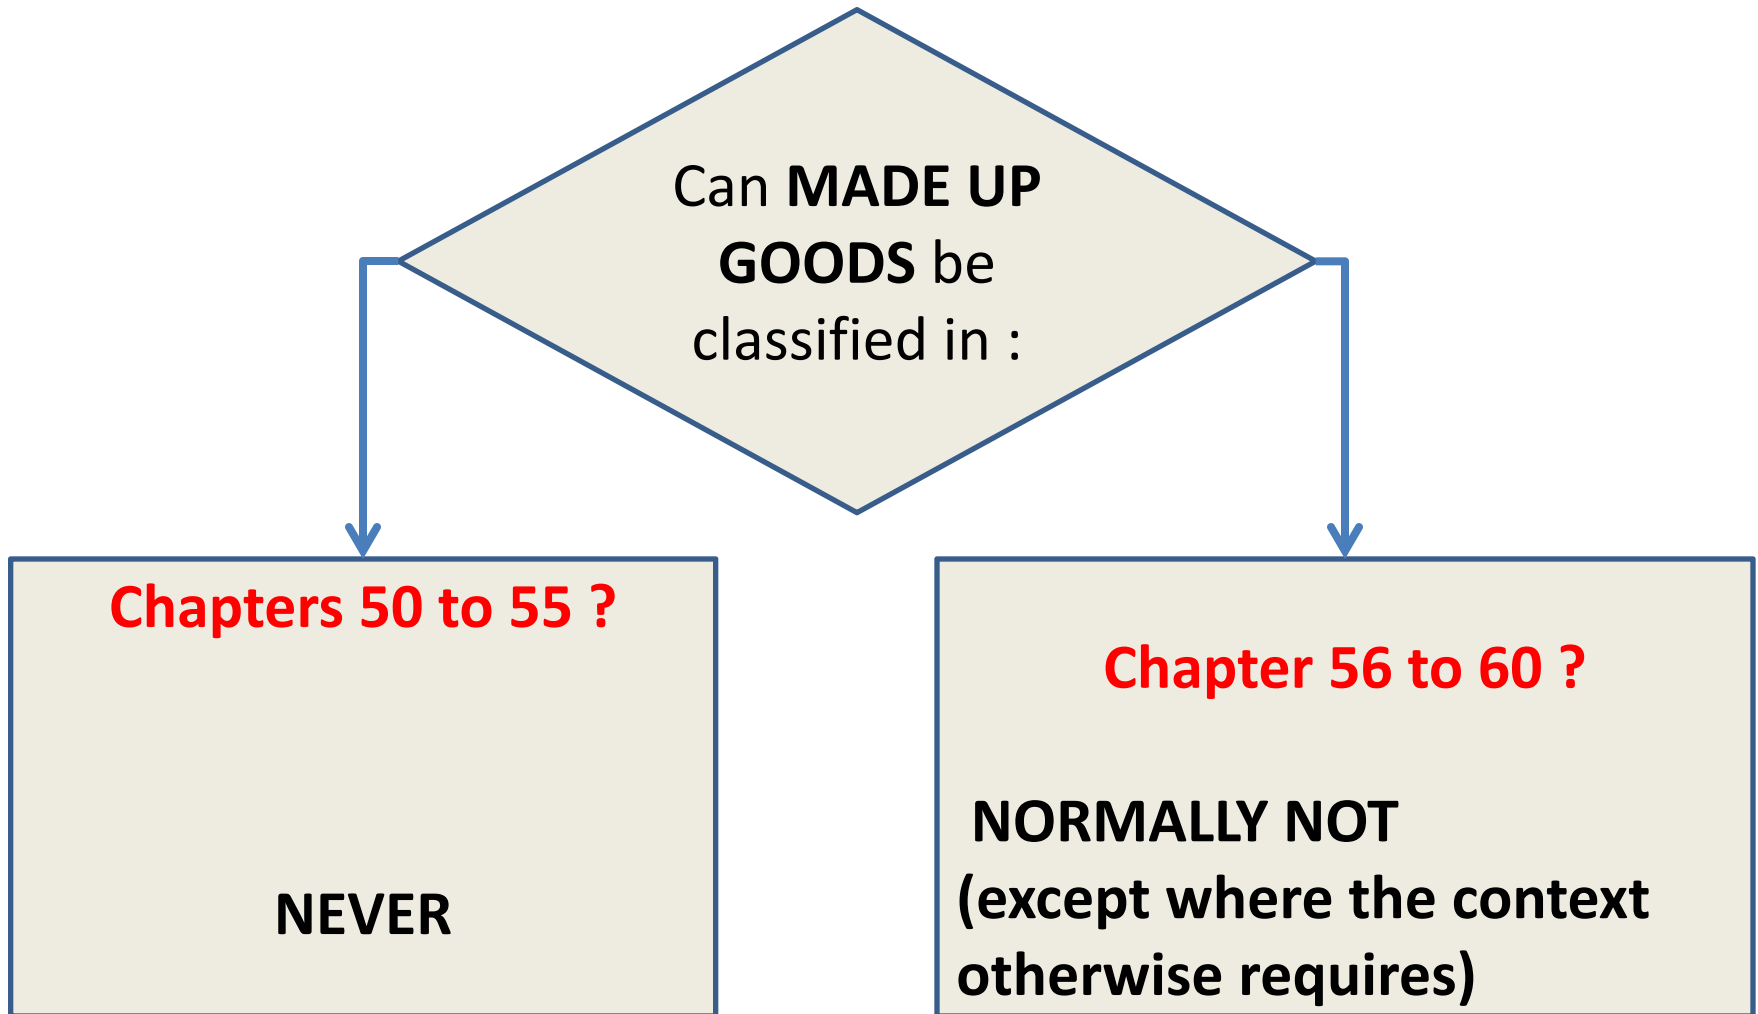 Can MADE UP
GOODS be
classified in :
Chapters 50 to 55 ?
NEVER
Chapter 56 to 60 ?
NORMALLY NOT
(except where the context
otherwise requires)